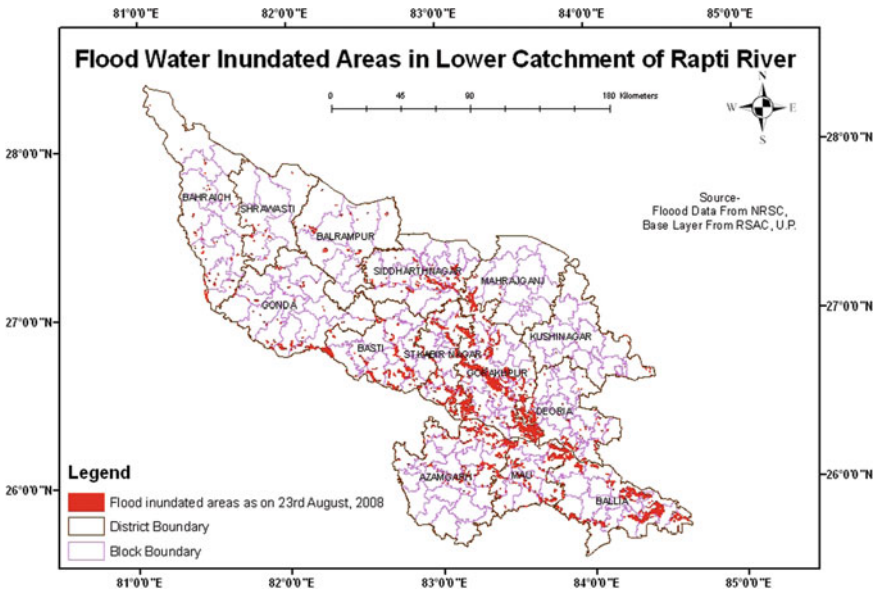 81°0'0"E 82°0'0"E 83°0'0"E 84°0'0"E 85°0'0"E
Flood Water Inundated Areas in Lower Catchment of Rapti River
0 45 90 180 Kilometers
N
W E
S
28°0'0"N 28°0'0"N
Source-
Floood Data From NRSC,
Base Layer From RSAC, U.P.
BAHRAICH
SHRAWASTI
BALRAMPUR
SIDDHARTHNAGAR
MAHRAJGANJ
GONDA
27°0'0"N 27°0'0"N
KUSHINAGAR
BASTI
ST.KABIR NAGAR
GORAKHPUR
DEORIA
Legend
AZAMGARH
MAU
26°0'0"N 26°0'0"N
BALLIA
Flood inundated areas as on 23rd August, 2008
District Boundary
Block Boundary
81°0'0"E 82°0'0"E 83°0'0"E 84°0'0"E 85°0'0"E